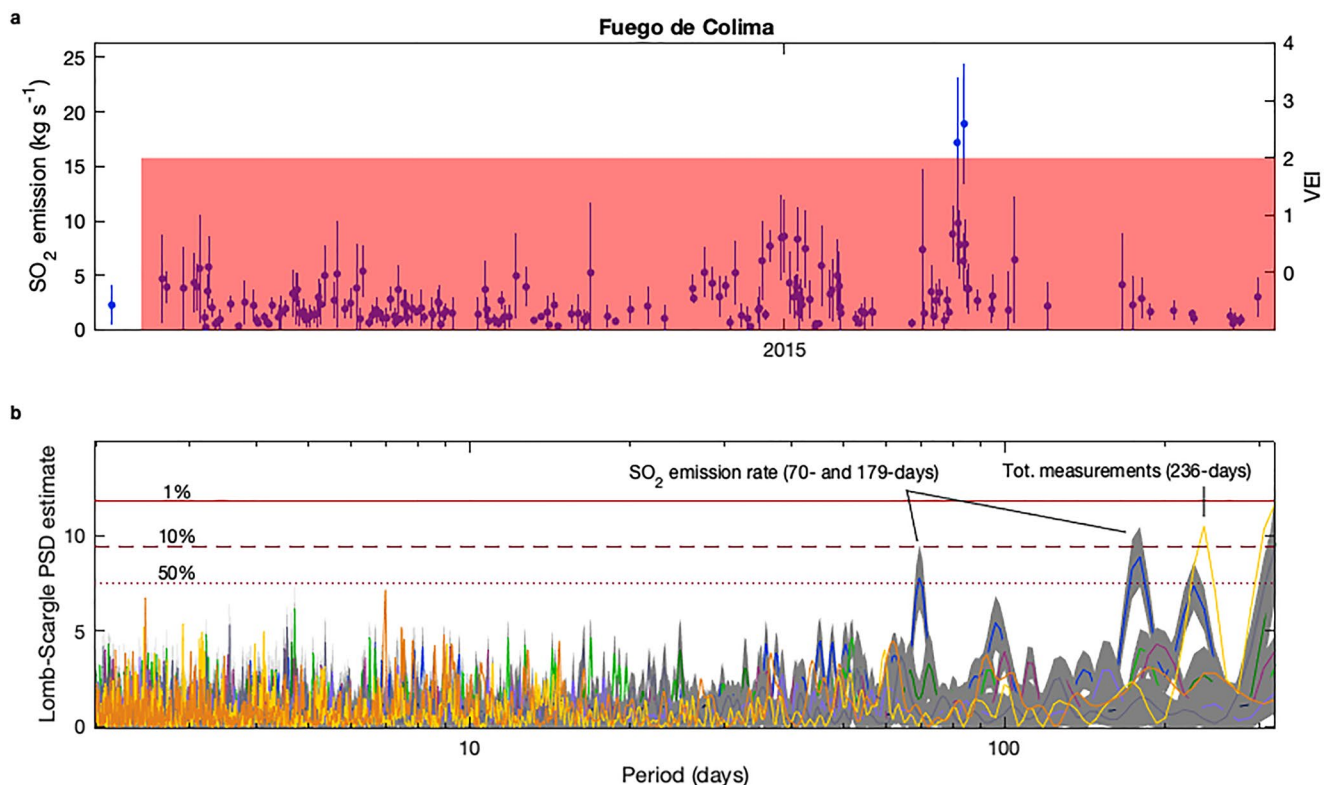 a
Fuego de Colima
SO2 emission (kg s-1)
25
20
15
10
5
0
4
3
2
1
0
VEI
2015
b
Lomb-Scargle PSD estimate
SO2 emission rate (70- and 179-days)
Tot. measurements (236-days)
1%
10%
50%
10
5
0
10
100
Period (days)